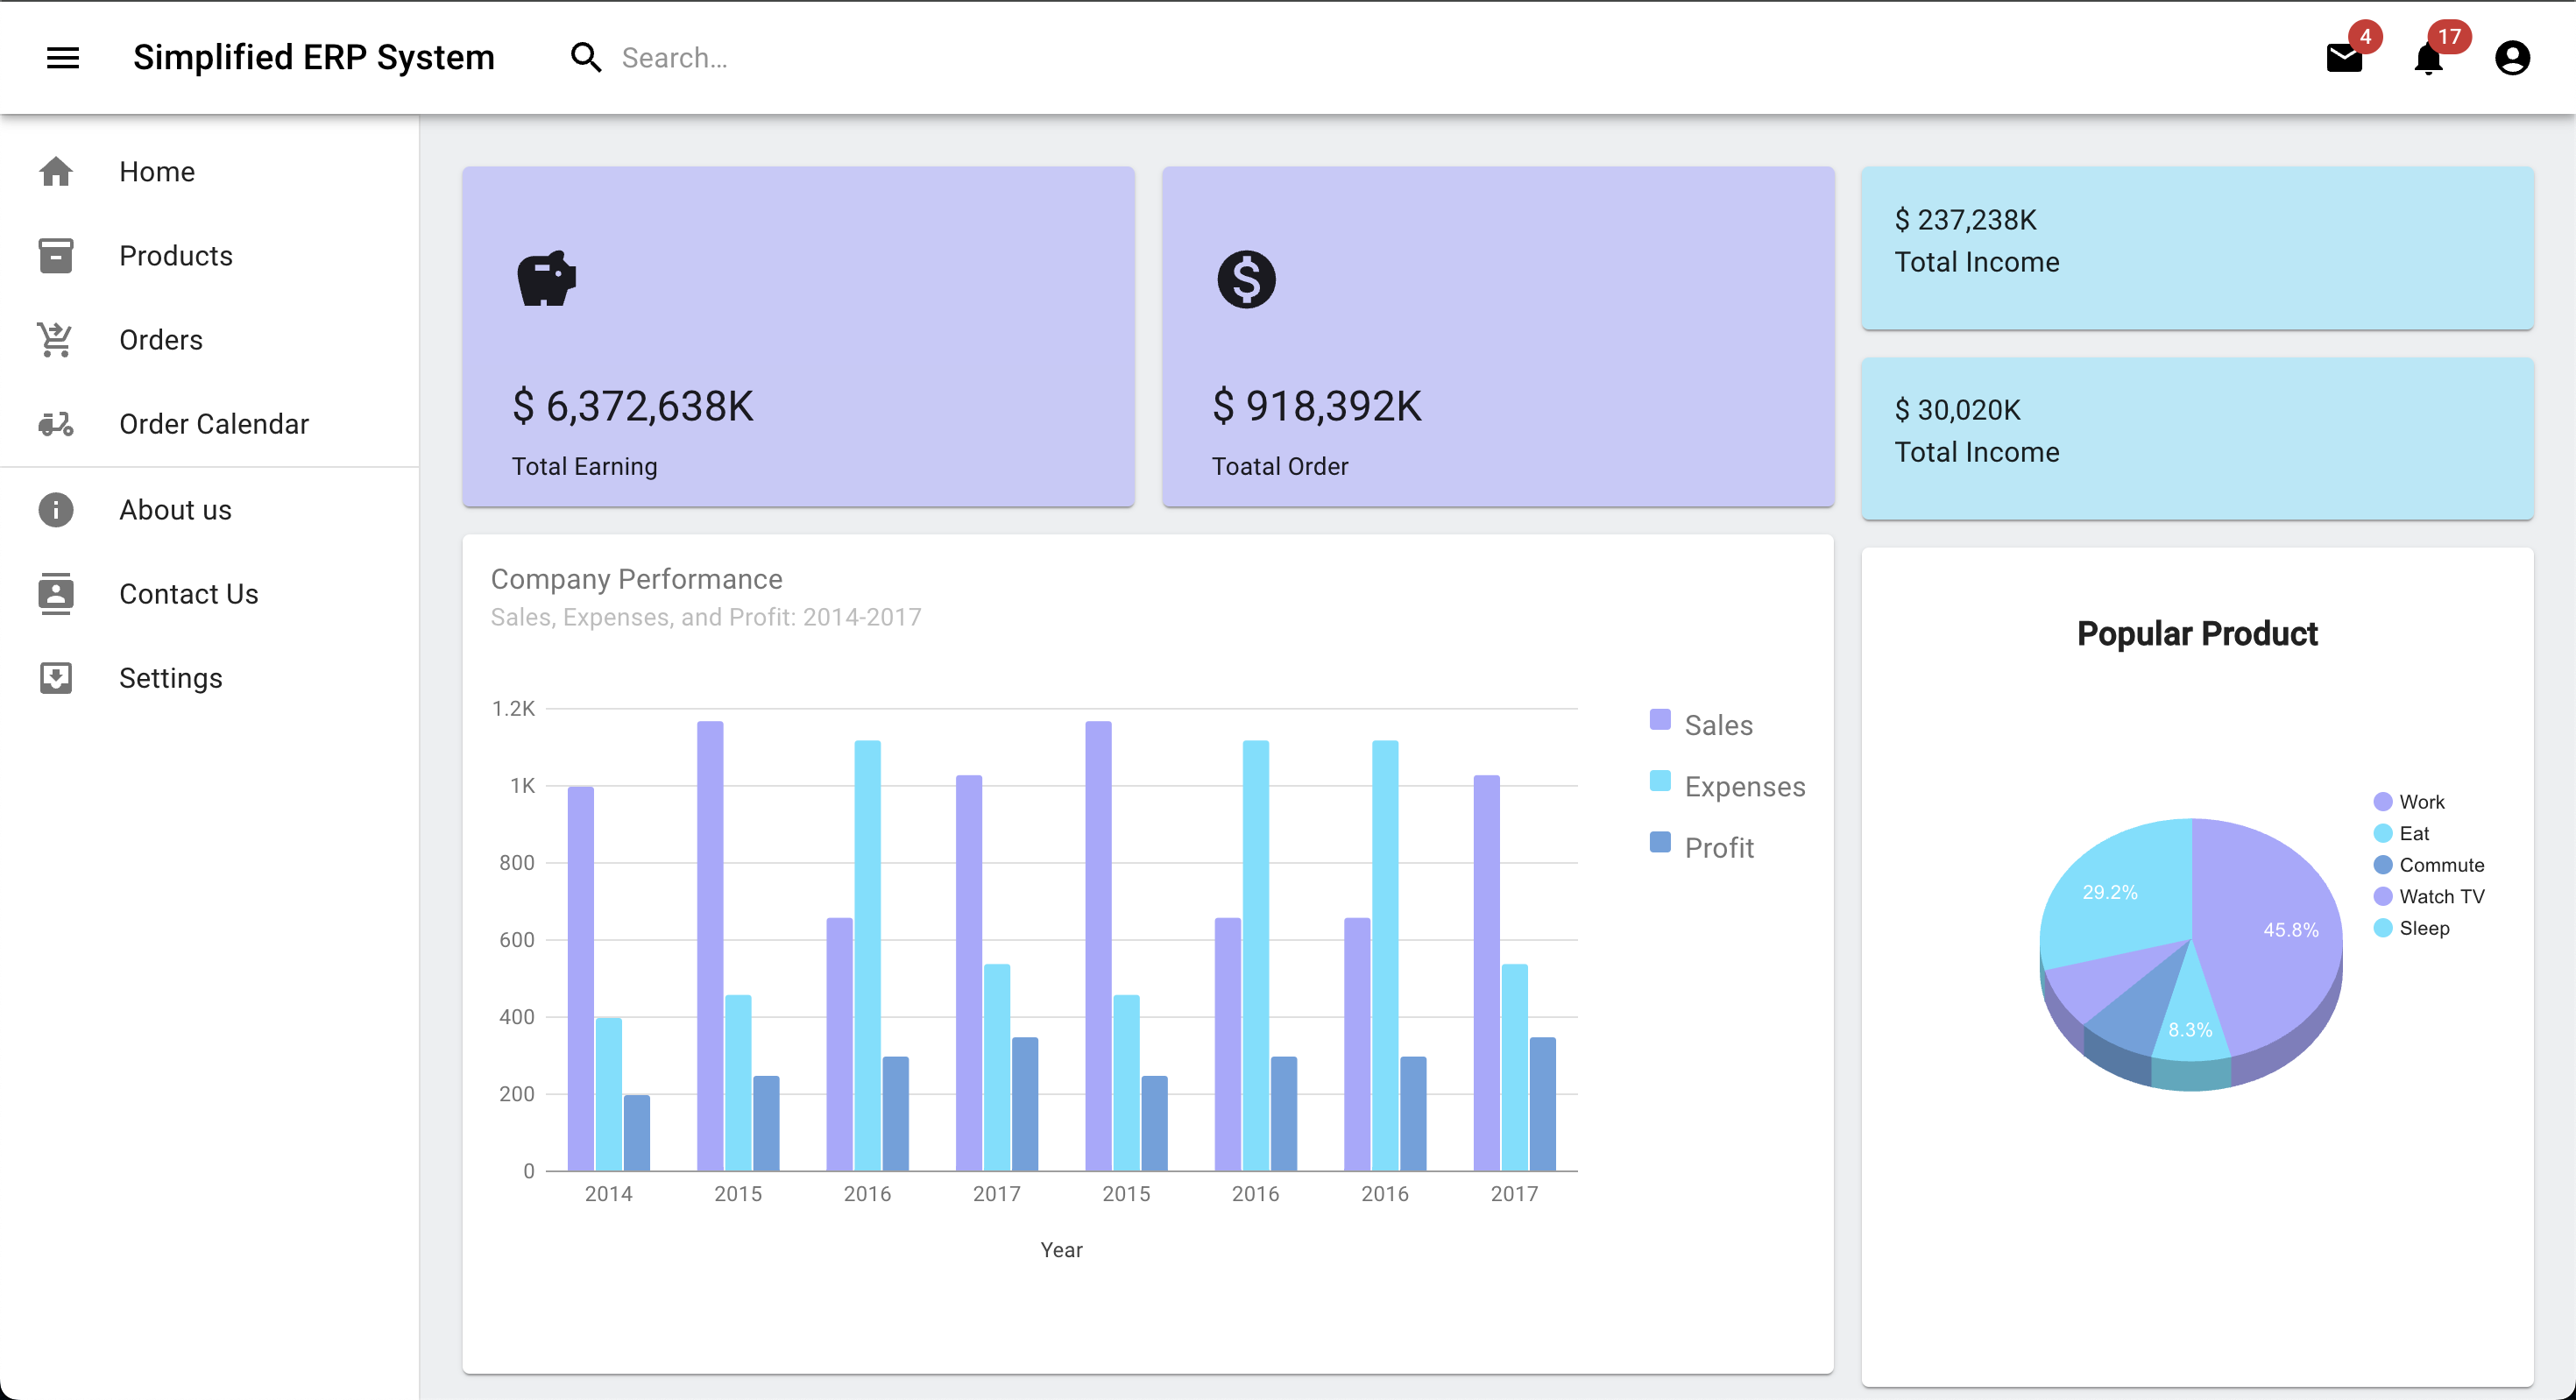 Simplified ERP System
Search...
4
17
Home
Products
Orders
Order Calendar
About us
Contact Us
Settings
$ 6,372,638K
Total Earning
$ 918,392K
Toatal Order
$ 237,238K
Total Income
$ 30,020K
Total Income
Company Performance
Sales, Expenses, and Profit: 2014-2017
1.2K
1K
800
600
400
200
0
2014 2015 2016 2017 2015 2016 2016 2017
Year
Sales
Expenses
Profit
Popular Product
29.2%
45.8%
8.3%
Work
Eat
Commute
Watch TV
Sleep